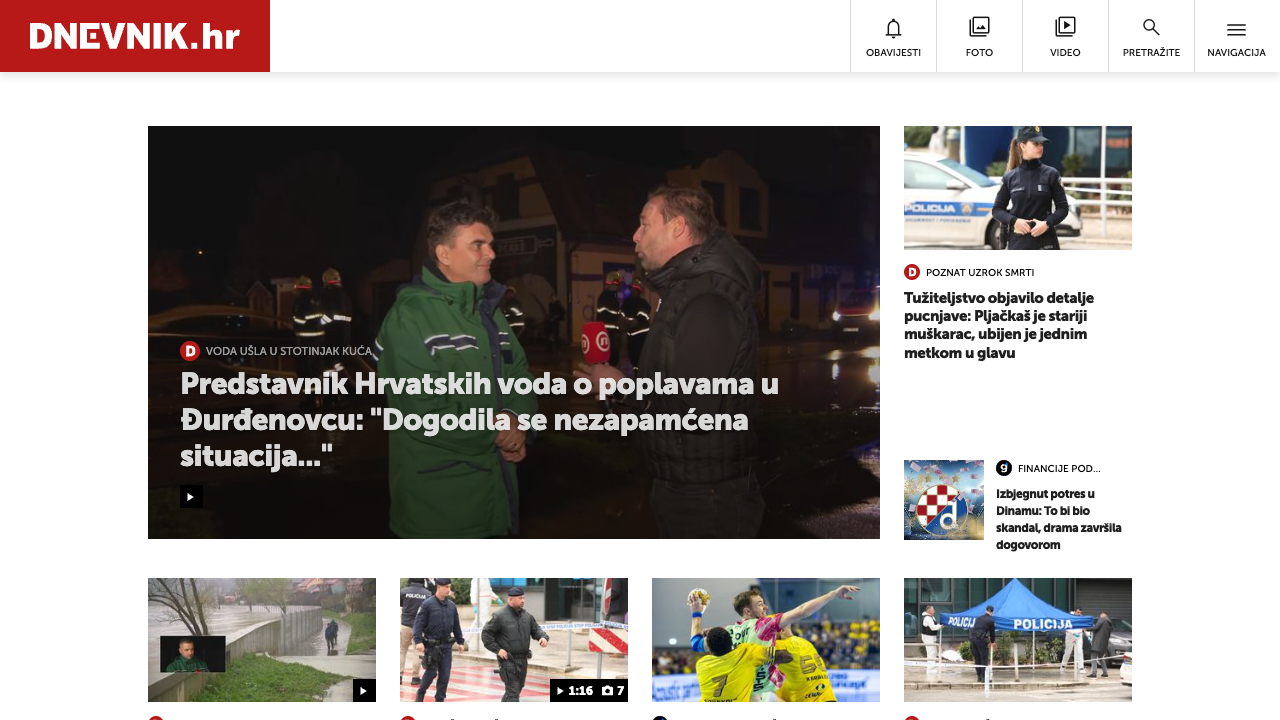 DNEVNIK.hr
OBAVIJESTI
FOTO
VIDEO
PRETRAŽITE
NAVIGACIJA
VODA UŠLA U STOTINJAK KUĆA
Predstavnik Hrvatskih voda o poplavama u
Đurđenovcu: "Dogodila se nezapamćena
situacija..."
POLICIJA
D
POZNAT UZROK SMRTI
Tužiteljstvo objavilo detalje
pucnjave: Pljačkaš je stariji
muškarac, ubijen je jednim
metkom u glavu
g
FINANCIJE POD...
Izbjegnut potres u
Dinamu: To bi bio
skandal, drama završila
dogovorom
POLICIJA
1:16
7
POLICIJA
POLICIJA